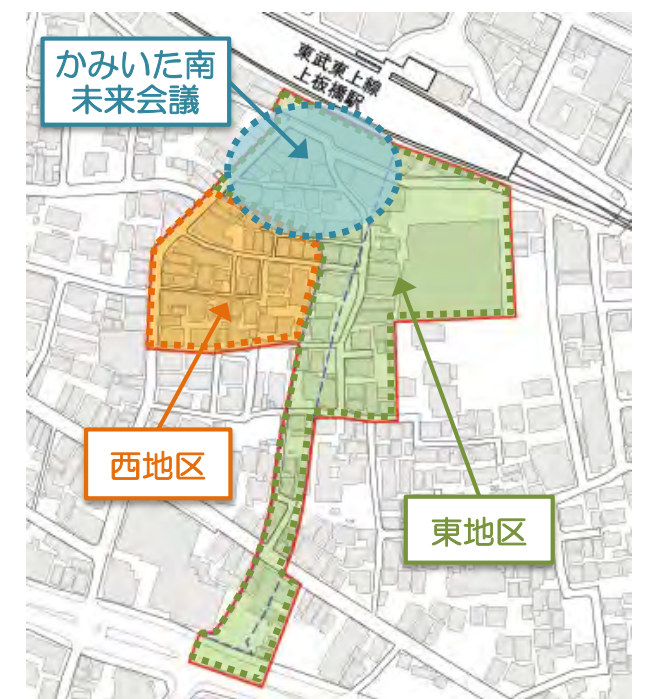 かみいた南
未来会議
東武東上線
上板橋駅
西地区
東地区